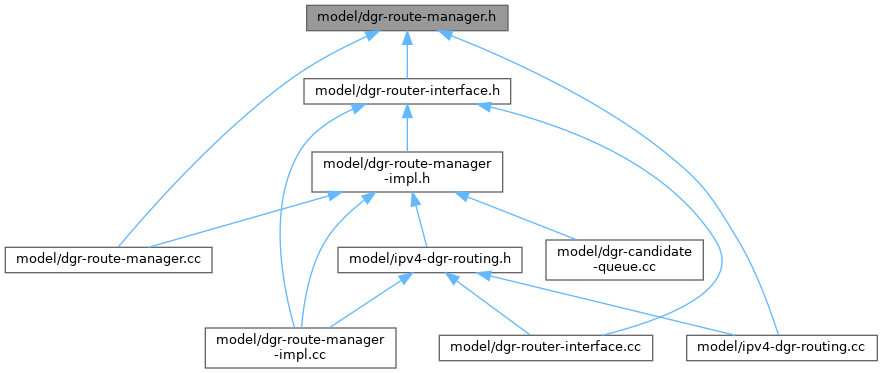 model/dgr-route-manager.h
model/dgr-router-interface.h
model/dgr-route-manager
-impl.h
model/dgr-route-manager.cc
model/ipv4-dgr-routing.h
model/dgr-candidate
-queue.cc
model/dgr-route-manager
-impl.cc
model/dgr-router-interface.cc
model/ipv4-dgr-routing.cc